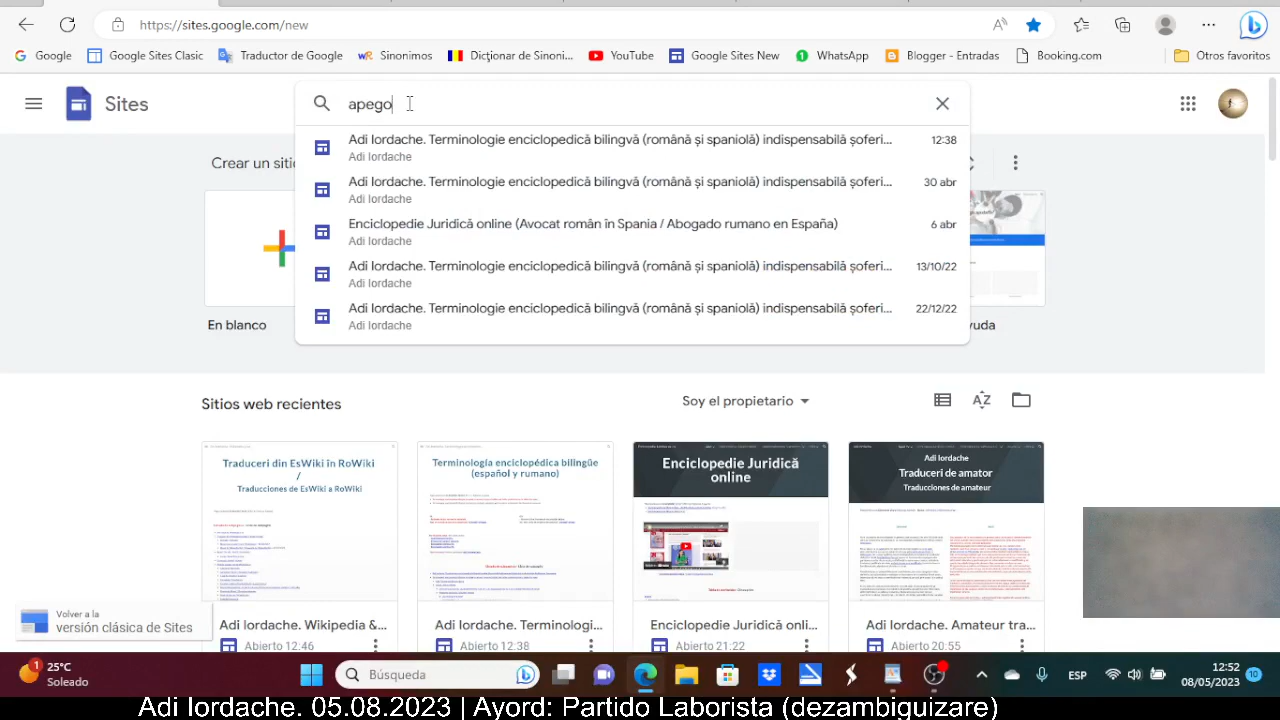 https://sites.google.com/new
Google
Google Sites Clasic
Traductor de Google
Sinonimos
Dicționar de Sinoni...
YouTube
Google Sites New
WhatsApp
Blogger - Entradas
Booking.com
Otros favoritos
Sites
apego
Crear un siti
Adi Iordache. Terminologie enciclopedică bilingvă (română și spaniolă) indispensabilă șoferi... 12:38
Adi Iordache
Adi Iordache. Terminologie enciclopedică bilingvă (română și spaniolă) indispensabilă șoferi... 30 abr
Adi Iordache
Enciclopedie Juridică online (Avocat român în Spania / Abogado rumano en España) 6 abr
Adi Iordache
Adi Iordache. Terminologie enciclopedică bilingvă (română și spaniolă) indispensabilă șoferi... 13/10/22
Adi Iordache
Adi Iordache. Terminologie enciclopedică bilingvă (română și spaniolă) indispensabilă șoferi... 22/12/22
Adi Iordache
En blanco
yuda
Sitios web recientes
Soy el propietario
Traduceri din EsWiki în RoWiki
/
Traducciones de EsWiki a RoWiki
Terminología enciclopédica bilingüe
(español y rumano)
Enciclopedie Juridică
online
Adi Iordache
Traduceri de amator
Traducciones de amateur
Volver a la
versión clásica de Sites
Adi Iordache. Wikipedia &...
Abierto 12:46
Adi Iordache. Terminologi...
Abierto 12:38
Enciclopedie Juridică onli...
Abierto 21:22
Adi Iordache. Amateur tra...
Abierto 20:55
1
25°C
Soleado
Búsqueda
ESP
12:52
08/05/2023
10
Adi Iordache. 05.08.2023 | Ayord: Partido Laborista (dezambiguizare)